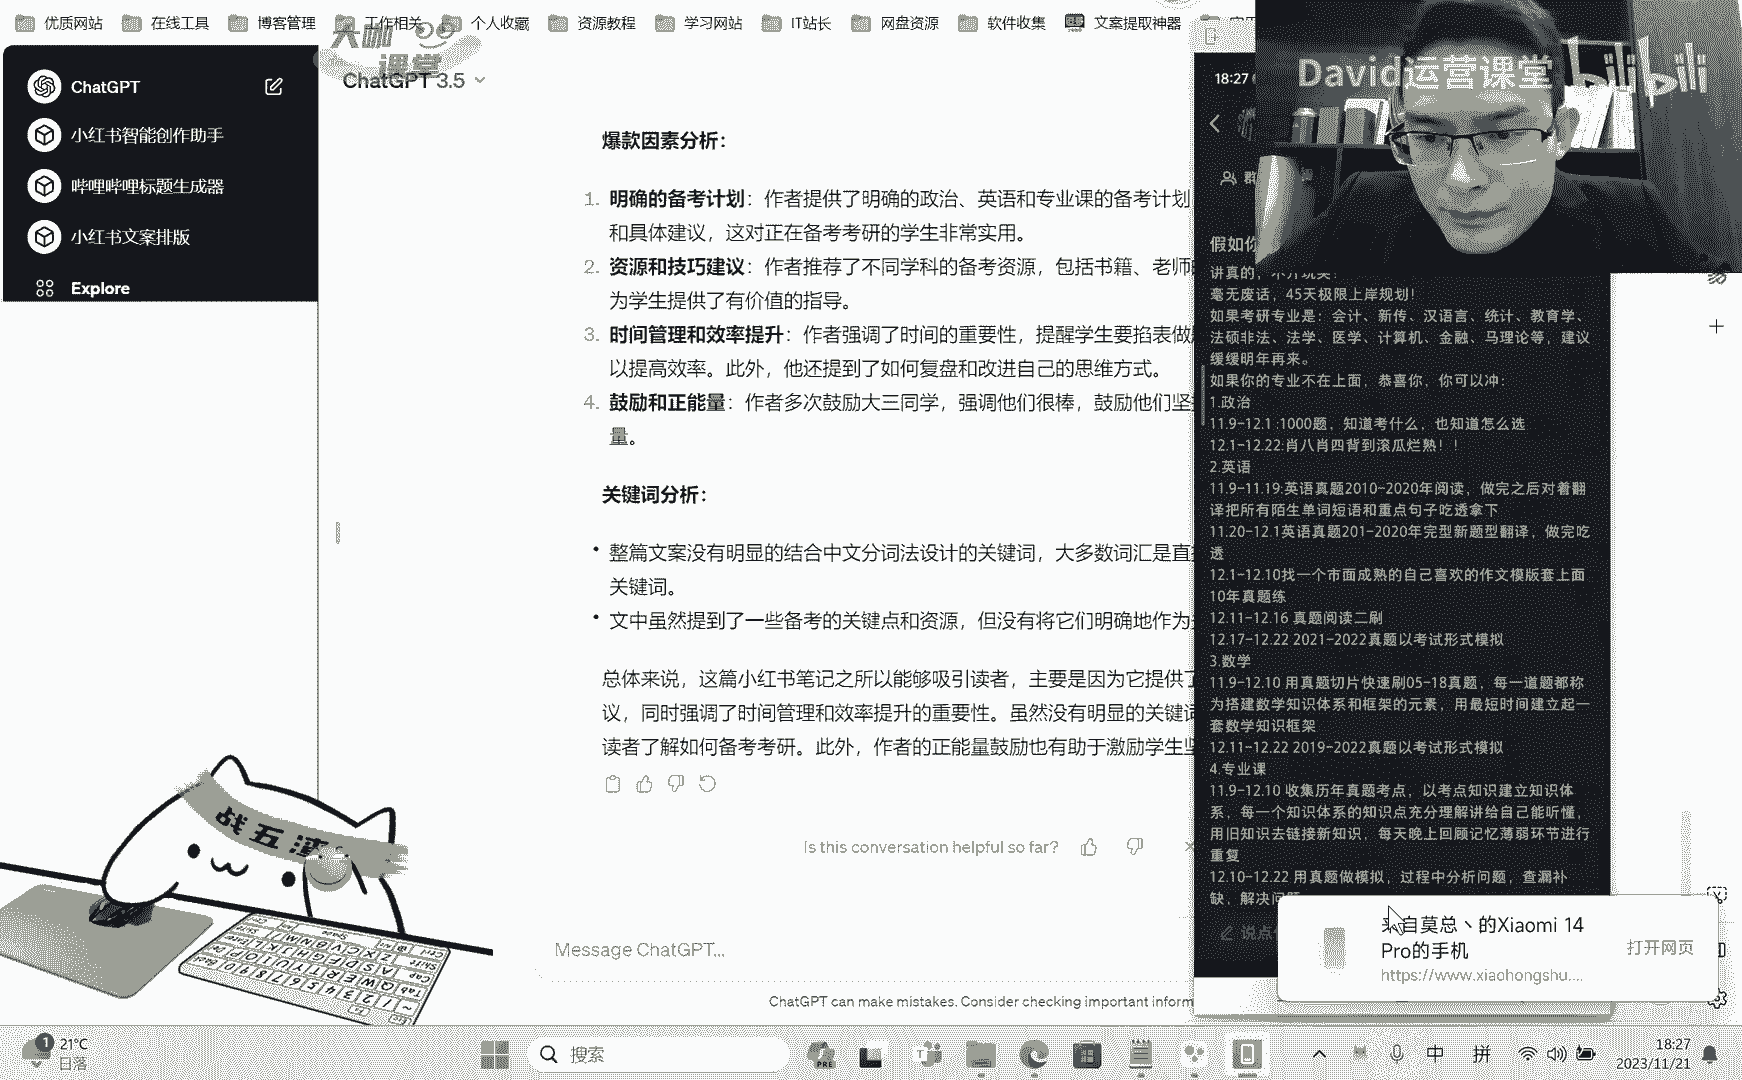 优质网站 在线工具 博客管理 工作相关 个人收藏 资源教程 学习网站 IT站长 网盘资源 软件收集 文案提取神器
大咖
课堂
ChatGPT
小红书智能创作助手
哔哩哔哩标题生成器
小红书文案排版
Explore
ChatGPT 3.5
爆款因素分析：
1. 明确的备考计划：作者提供了明确的政治、英语和专业课的备考计划
和具体建议，这对正在备考考研的学生非常实用。
2. 资源和技巧建议：作者推荐了不同学科的备考资源，包括书籍、老师
为学生提供了有价值的指导。
3. 时间管理和效率提升：作者强调了时间的重要性，提醒学生要掐表做
以提高效率。此外，他还提到了如何复盘和改进自己的思维方式。
4. 鼓励和正能量：作者多次鼓励大三同学，强调他们很棒，鼓励他们坚
量。
关键词分析：
• 整篇文案没有明显的结合中文分词法设计的关键词，大多数词汇是直
关键词。
• 文中虽然提到了一些备考的关键点和资源，但没有将它们明确地作为
总体来说，这篇小红书笔记之所以能够吸引读者，主要是因为它提供了
议，同时强调了时间管理和效率提升的重要性。虽然没有明显的关键词
读者了解如何备考考研。此外，作者的正能量鼓励也有助于激励学生坚
Is this conversation helpful so far?
Message ChatGPT...
ChatGPT can make mistakes. Consider checking important inform
David运营课堂 bilibili
18:27
群
假如你
讲真的，不开玩笑！
毫无废话，45天极限上岸规划！
如果考研专业是：会计、新传、汉语言、统计、教育学、
法硕非法、法学、医学、计算机、金融、马理论等，建议
缓缓明年再来。
如果你的专业不在上面，恭喜你，你可以冲：
1.政治
11.9-12.1 :1000题，知道考什么，也知道怎么选
12.1-12.22:肖八肖四背到滚瓜烂熟！！
2.英语
11.9-11.19:英语真题2010-2020年阅读，做完之后对着翻
译把所有陌生单词短语和重点句子吃透拿下
11.20-12.1英语真题201-2020年完型新题型翻译，做完吃
透
12.1-12.10找一个市面成熟的自己喜欢的作文模版套上面
10年真题练
12.11-12.16 真题阅读二刷
12.17-12.22 2021-2022真题以考试形式模拟
3.数学
11.9-12.10 用真题切片快速刷05-18真题，每一道题都称
为搭建数学知识体系和框架的元素，用最短时间建立起一
套数学知识框架
12.11-12.22 2019-2022真题以考试形式模拟
4.专业课
11.9-12.10 收集历年真题考点，以考点知识建立知识体
系，每一个知识体系的知识点充分理解讲给自己能听懂，
用旧知识去链接新知识，每天晚上回顾记忆薄弱环节进行
重复
12.10-12.22 用真题做模拟，过程中分析问题，查漏补
缺，解决问题
说点
来自莫总丶的Xiaomi 14
Pro的手机
https://www.xiaohongshu....
打开网页
战五渣
1
21°C
日落
搜索
中 拼
18:27
2023/11/21